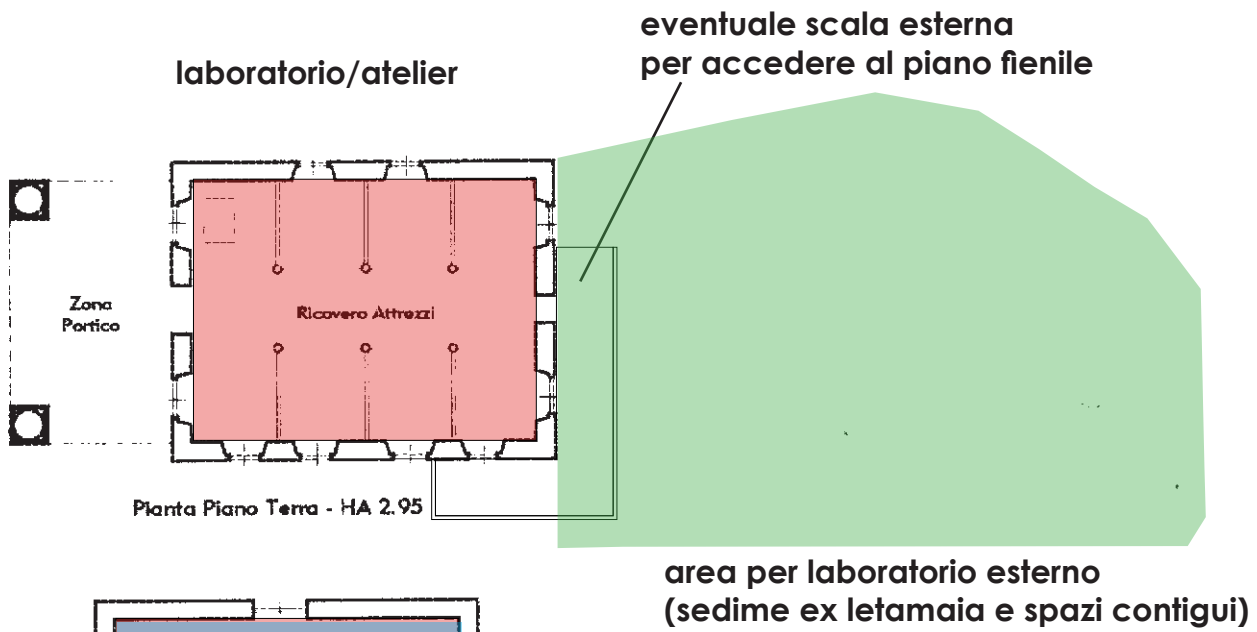 eventuale scala esterna
per accedere al piano fienile
laboratorio/atelier
Zona
Portico
Ricovero Attrezzi
Pianta Piano Terra - HA 2.95
area per laboratorio esterno
(sedime ex letamaia e spazi contigui)